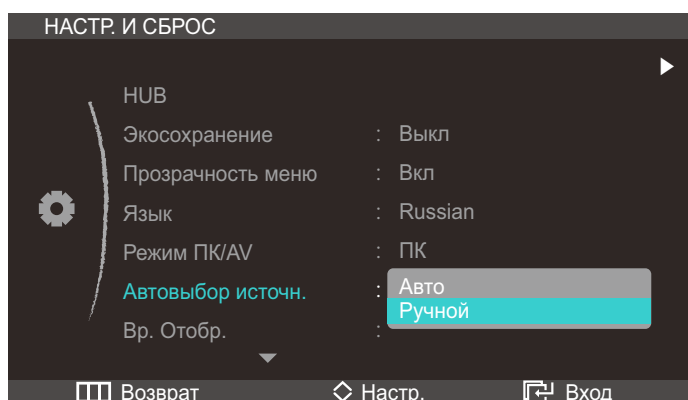 НАСТР. И СБРОС
HUB
Экосохранение : Выкл
Прозрачность меню : Вкл
Язык : Russian
Режим ПК/AV : ПК
Автовыбор источн. : Авто
Ручной
Вр. Отобр. :
Возврат Настр. Вход